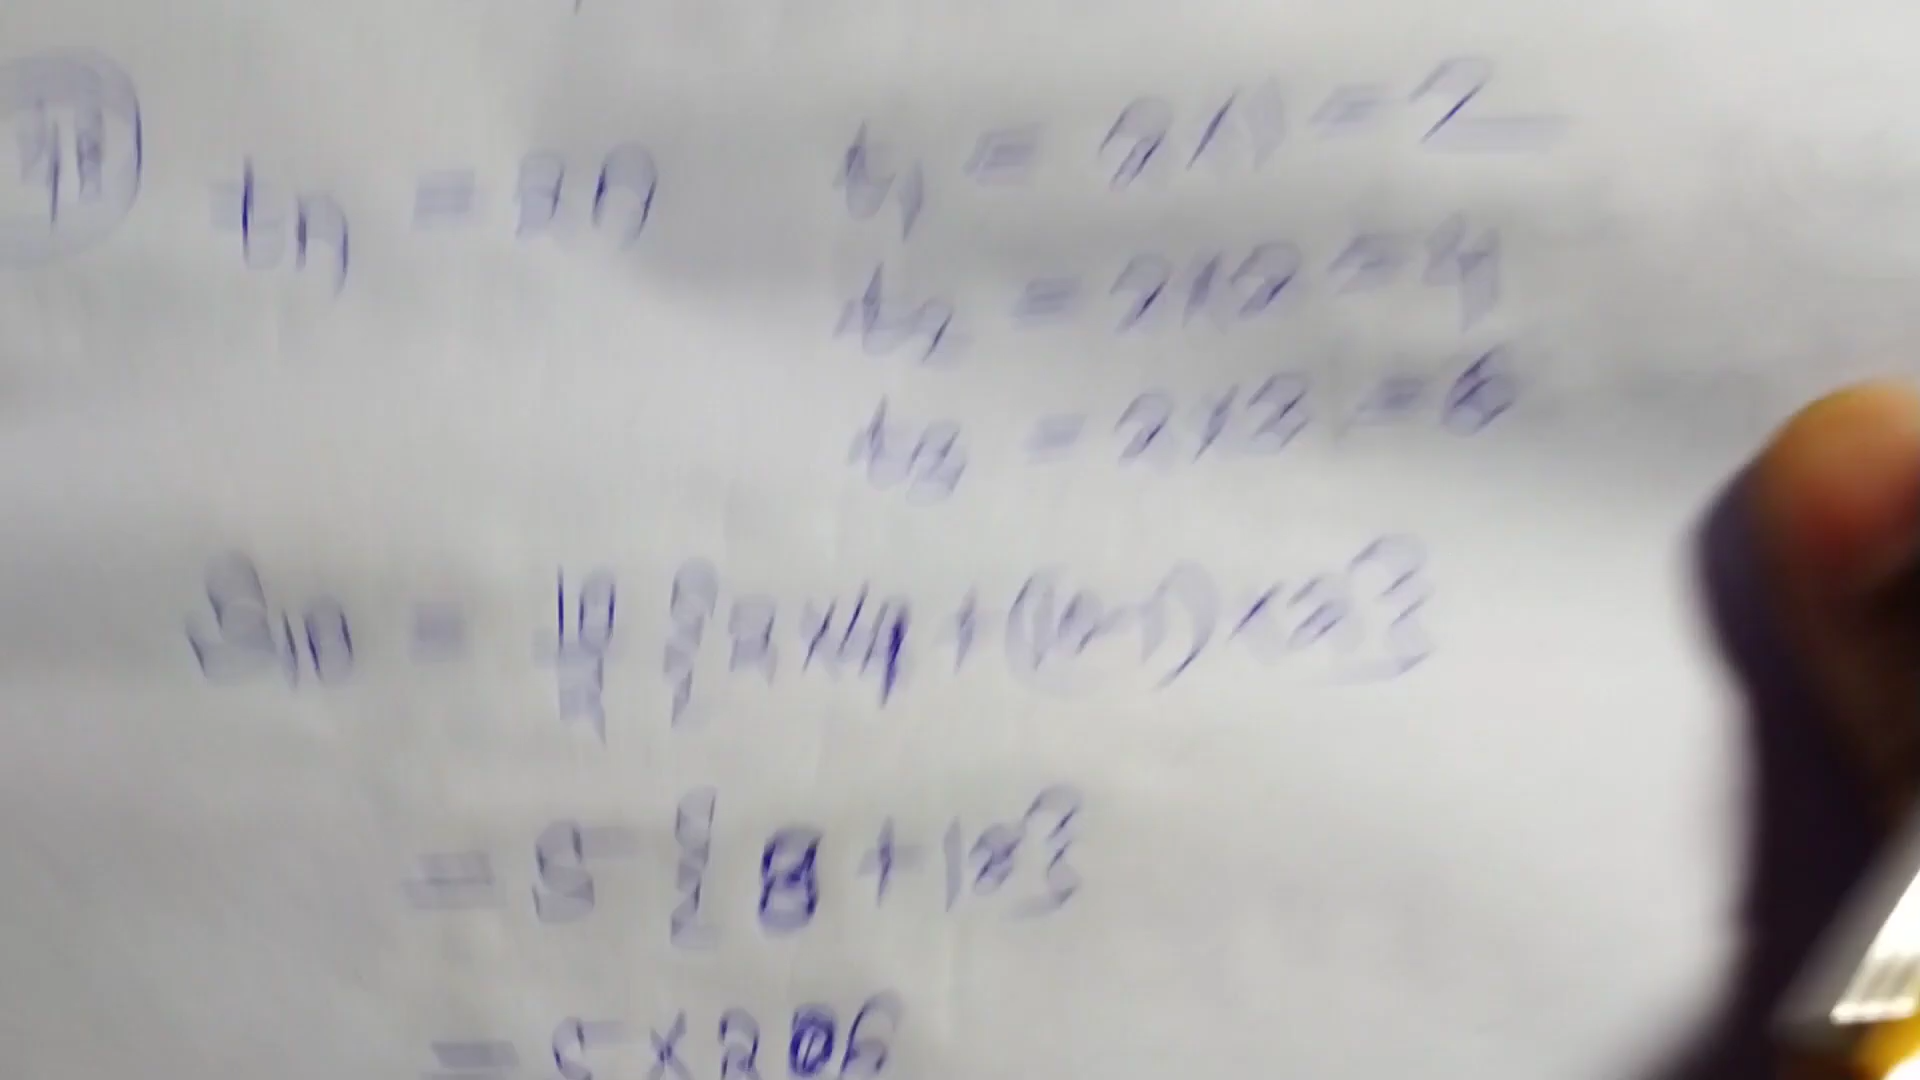 tn = 2n
t1 = 2×1 = 2
t2 = 2×2 = 4
t3 = 2×3 = 6
S10 = 10/2 {2×4 + (10-1)×2}
= 5 {8 + 18}
= 5×